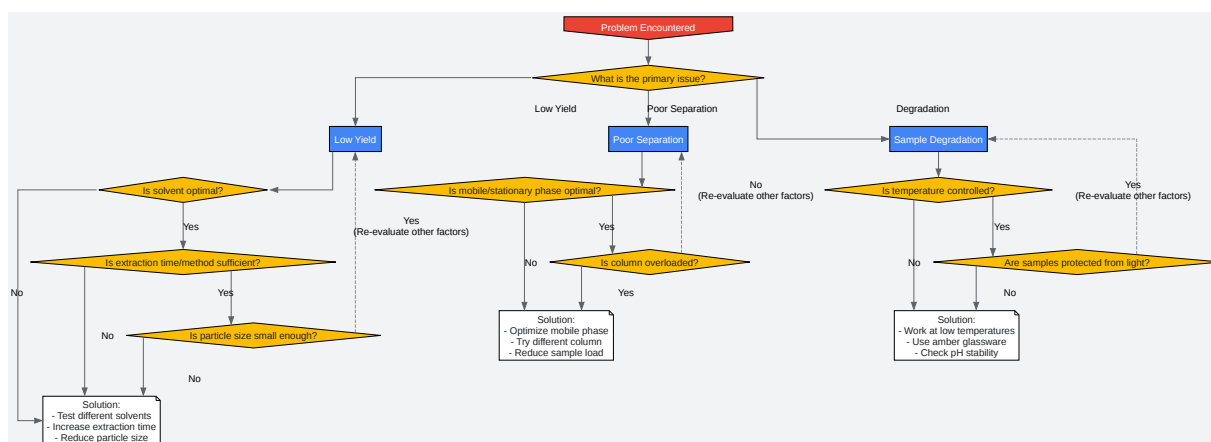 Problem Encountered
What is the primary issue?
Low Yield
Poor Separation
Degradation
Low Yield
Poor Separation
Sample Degradation
Is solvent optimal?
Is mobile/stationary phase optimal?
Is temperature controlled?
No
(Re-evaluate other factors)
Yes
(Re-evaluate other factors)
Yes
Yes
(Re-evaluate other factors)
Yes
Yes
Is extraction time/method sufficient?
No
Is column overloaded?
No
Are samples protected from light?
No
Yes
Yes
No
Solution:
- Optimize mobile phase
- Try different column
- Reduce sample load
Solution:
- Work at low temperatures
- Use amber glassware
- Check pH stability
No
Is particle size small enough?
No
Solution:
- Test different solvents
- Increase extraction time
- Reduce particle size